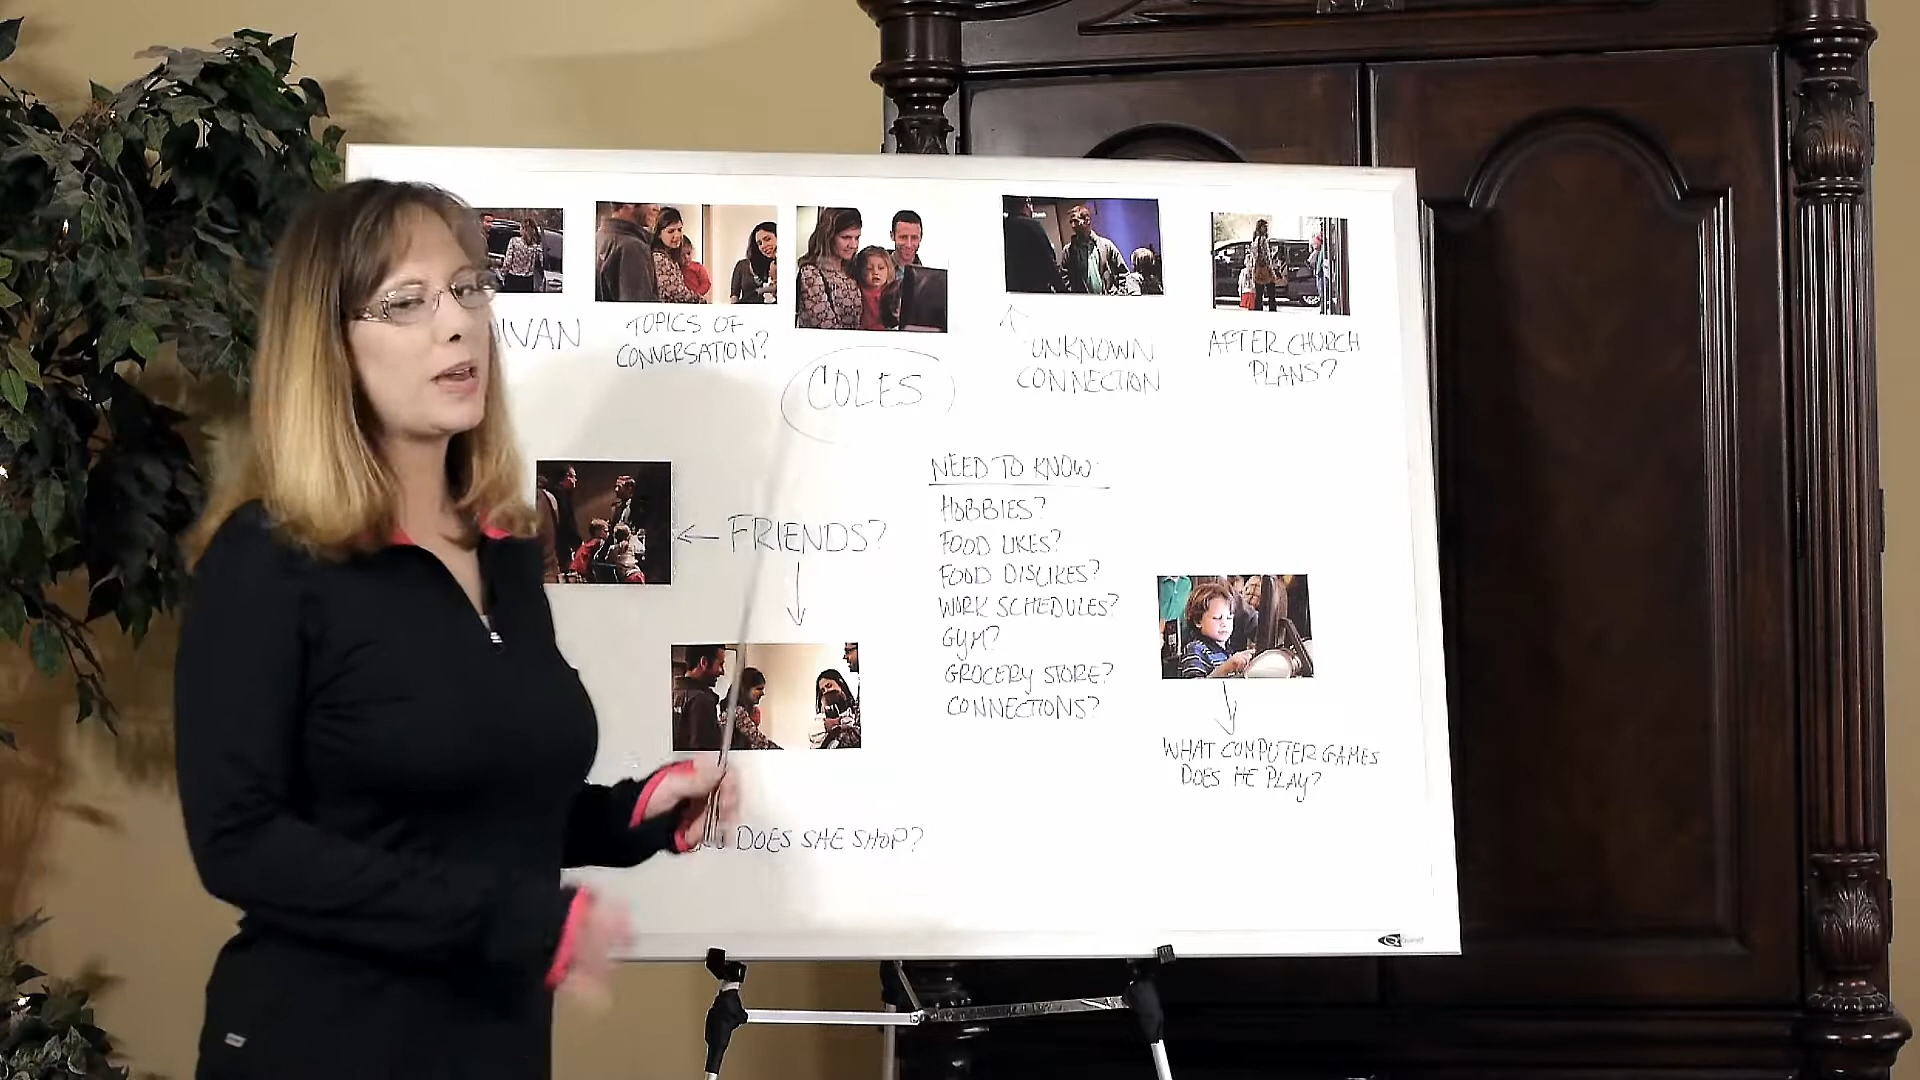 TOPICS OF
CONVERSATION?
COLES
UNKNOWN
CONNECTION
AFTER CHURCH
PLANS?
FRIENDS?
NEED TO KNOW:
HOBBIES?
FOOD LIKES?
FOOD DISLIKES?
WORK SCHEDULES?
GYM?
GROCERY STORE?
CONNECTIONS?
WHAT COMPUTER GAMES
DOES HE PLAY?
DOES SHE SHOP?